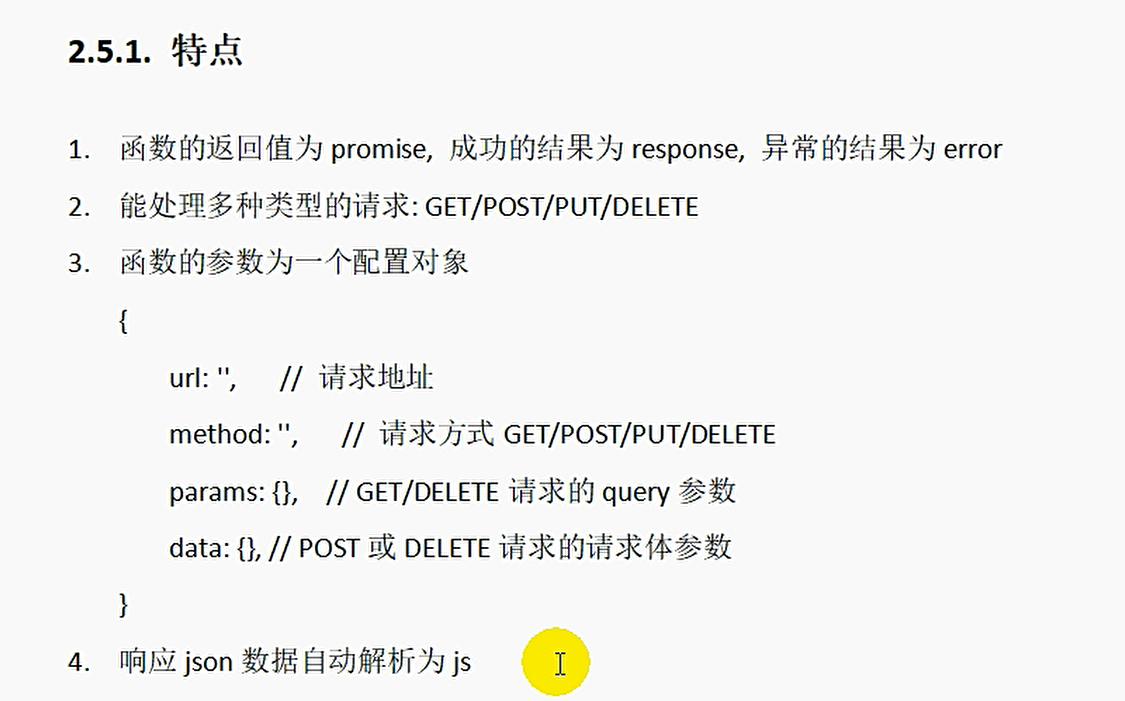 2.5.1. 特点
1. 函数的返回值为 promise, 成功的结果为 response, 异常的结果为 error
2. 能处理多种类型的请求: GET/POST/PUT/DELETE
3. 函数的参数为一个配置对象
{
url: '', // 请求地址
method: '', // 请求方式 GET/POST/PUT/DELETE
params: {}, // GET/DELETE 请求的 query 参数
data: {}, // POST 或 DELETE 请求的请求体参数
}
4. 响应 json 数据自动解析为 js